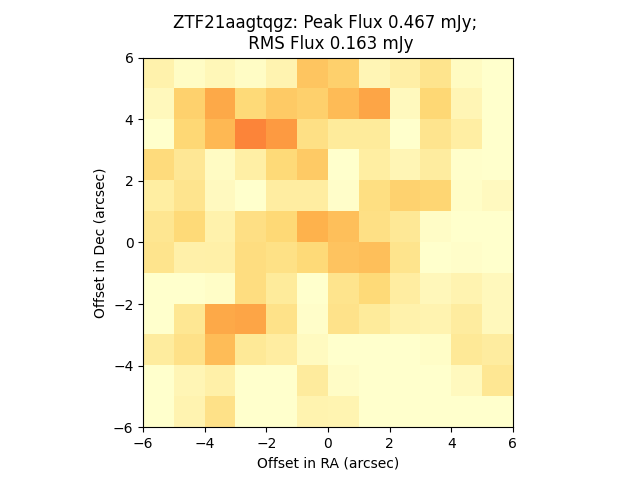 ZTF21aagtqgz: Peak Flux 0.467 mJy;
RMS Flux 0.163 mJy
6
4
2
0
−2
−4
−6
Offset in Dec (arcsec)
−6 −4 −2 0 2 4 6
Offset in RA (arcsec)